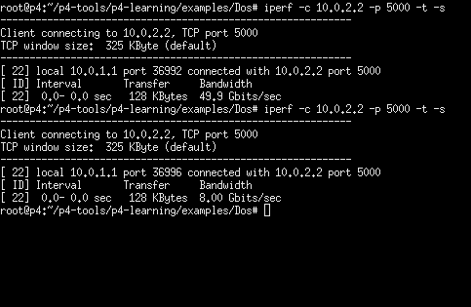 root@p4:~/p4-tools/p4-learning/examples/Dos# iperf -c 10.0.2.2 -p 5000 -t -s
------------------------------------------------------------
Client connecting to 10.0.2.2, TCP port 5000
TCP window size:  325 KByte (default)
------------------------------------------------------------
[ 22] local 10.0.1.1 port 36992 connected with 10.0.2.2 port 5000
[ ID] Interval       Transfer     Bandwidth
[ 22]  0.0- 0.0 sec   128 KBytes  49.9 Gbits/sec
root@p4:~/p4-tools/p4-learning/examples/Dos# iperf -c 10.0.2.2 -p 5000 -t -s
------------------------------------------------------------
Client connecting to 10.0.2.2, TCP port 5000
TCP window size:  325 KByte (default)
------------------------------------------------------------
[ 22] local 10.0.1.1 port 36996 connected with 10.0.2.2 port 5000
[ ID] Interval       Transfer     Bandwidth
[ 22]  0.0- 0.0 sec   128 KBytes  8.00 Gbits/sec
root@p4:~/p4-tools/p4-learning/examples/Dos#